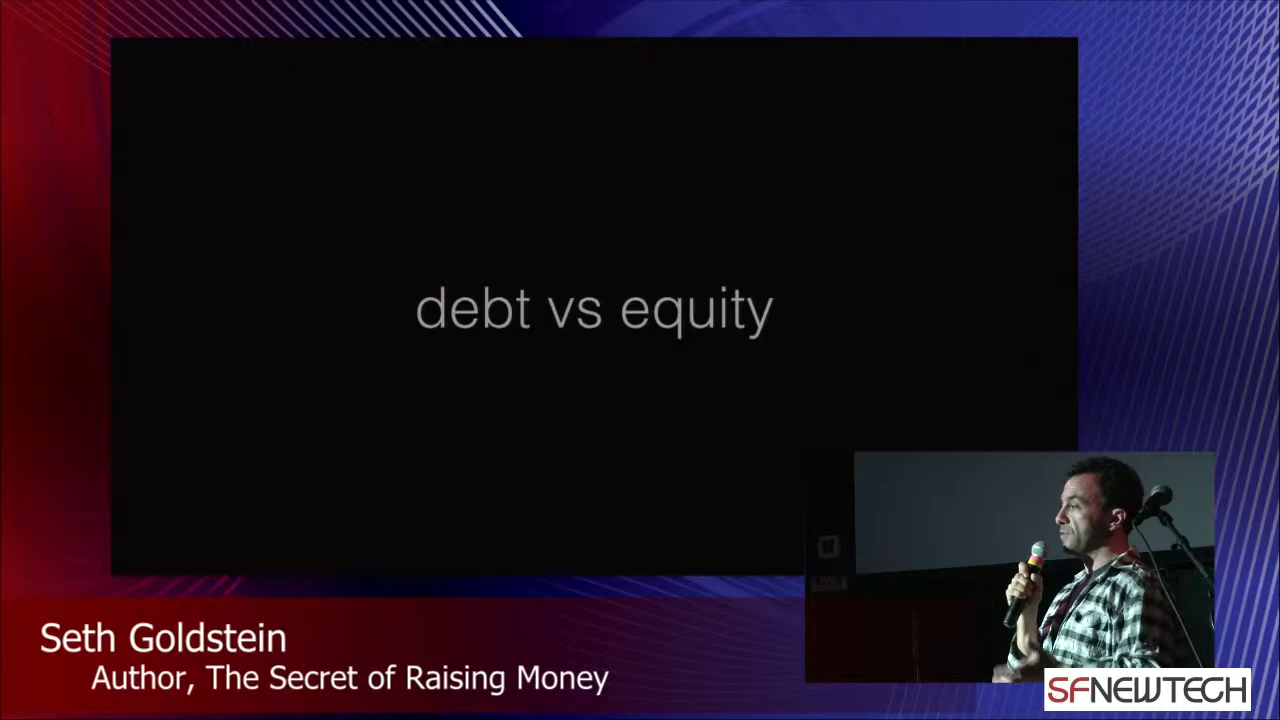 debt vs equity
Seth Goldstein
Author, The Secret of Raising Money
SFNEWTECH